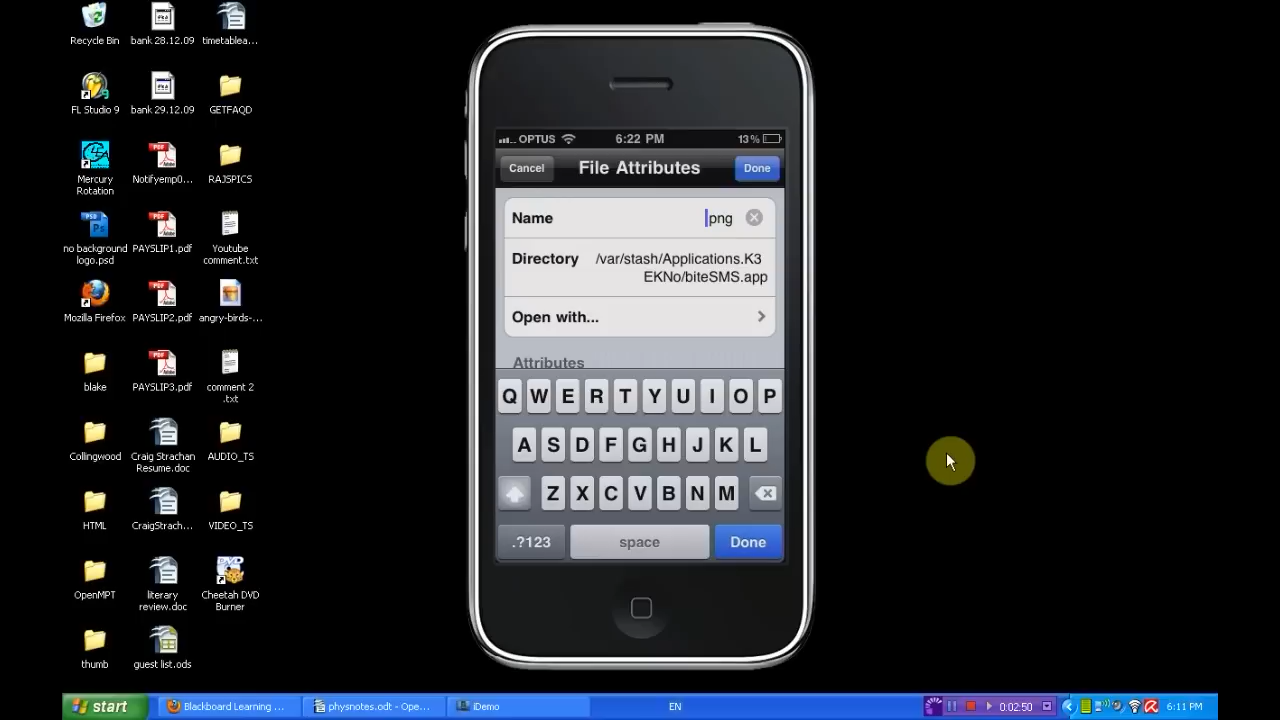 Recycle Bin
bank 28.12.09
timetablea...
FL Studio 9
bank 29.12.09
GETFAQD
Mercury
Rotation
Notifyemp0...
RAJSPICS
no background
logo.psd
PAYSLIP1.pdf
Youtube
comment.txt
Mozilla Firefox
PAYSLIP2.pdf
angry-birds-...
blake
PAYSLIP3.pdf
comment 2
.txt
Collingwood
Craig Strachan
Resume.doc
AUDIO_TS
HTML
CraigStrach...
VIDEO_TS
OpenMPT
literary
review.doc
Cheetah DVD
Burner
thumb
guest list.ods
OPTUS
6:22 PM
13%
Cancel
File Attributes
Done
Name
png
Directory
/var/stash/Applications.K3
EKNo/biteSMS.app
Open with...
Attributes
Q W E R T Y U I O P
A S D F G H J K L
Z X C V B N M
.?123
space
Done
start
Blackboard Learning ...
physnotes.odt - Ope...
iDemo
EN
0:02:50
6:11 PM